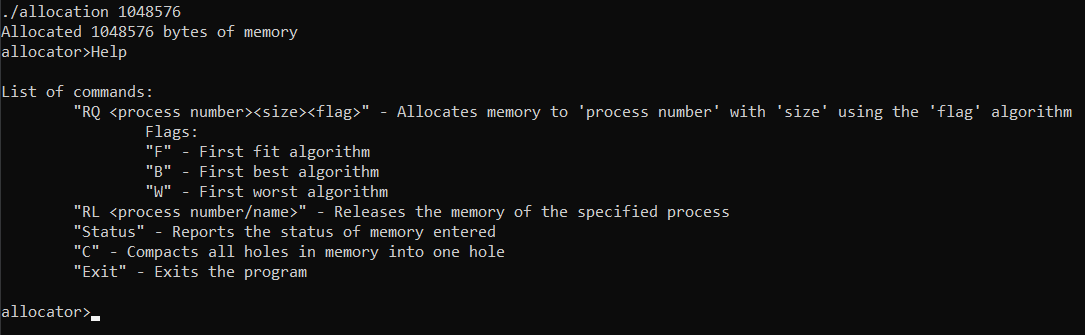 ./allocation 1048576
Allocated 1048576 bytes of memory
allocator>Help
List of commands:
"RQ <process number><size><flag>" - Allocates memory to 'process number' with 'size' using the 'flag' algorithm
Flags:
"F" - First fit algorithm
"B" - First best algorithm
"W" - First worst algorithm
"RL <process number/name>" - Releases the memory of the specified process
"Status" - Reports the status of memory entered
"C" - Compacts all holes in memory into one hole
"Exit" - Exits the program
allocator>